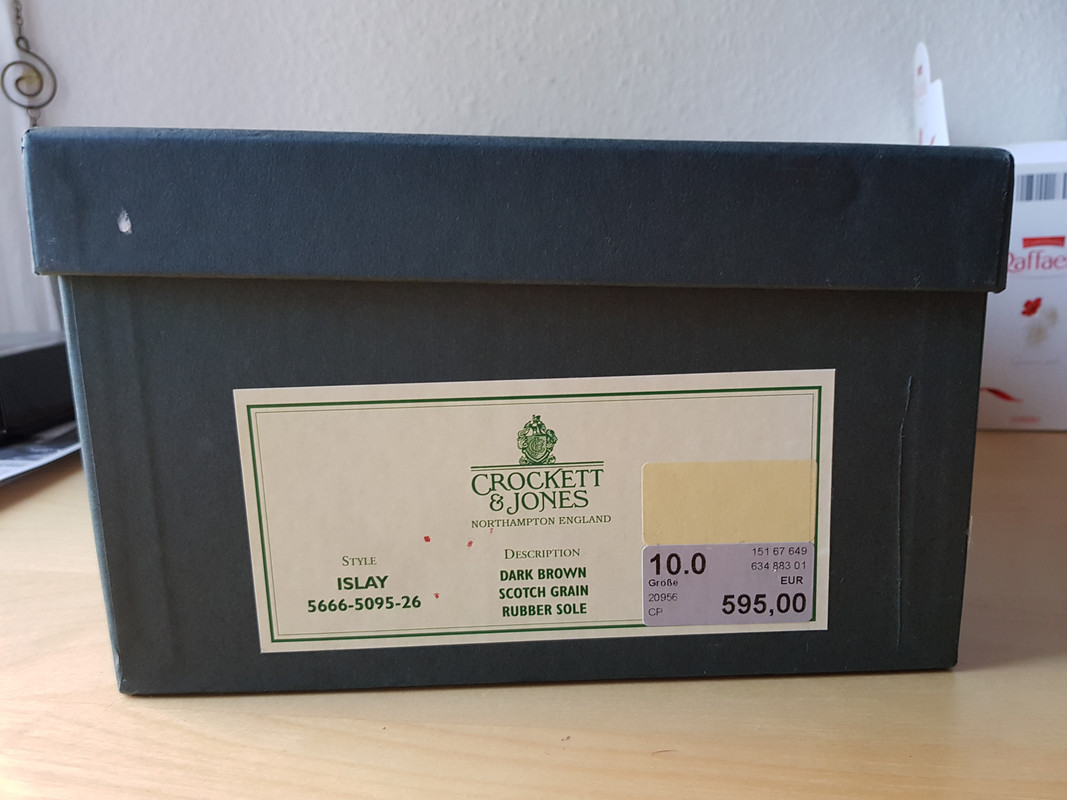 CROCKETT
& JONES
NORTHAMPTON ENGLAND
STYLE
ISLAY
5666-5095-26
DESCRIPTION
DARK BROWN
SCOTCH GRAIN
RUBBER SOLE
10.0
Größe
20956
CP
151 67 649
634 883 01
EUR
595,00
Raffae